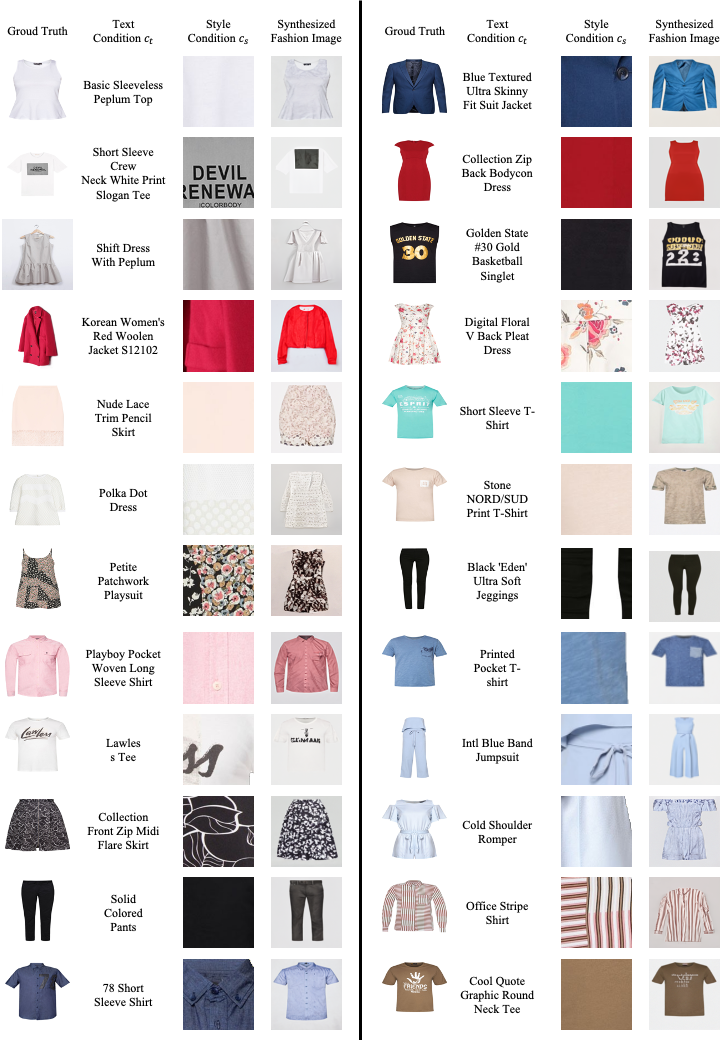 Groud Truth
Text
Condition cₜ
Style
Condition cₛ
Synthesized
Fashion Image
Basic Sleeveless
Peplum Top
Short Sleeve
Crew
Neck White Print
Slogan Tee
DEVIL
RENEWA
iCOLORBODY
Shift Dress
With Peplum
Korean Women's
Red Woolen
Jacket S12102
Nude Lace
Trim Pencil
Skirt
Polka Dot
Dress
Petite
Patchwork
Playsuit
Playboy Pocket
Woven Long
Sleeve Shirt
Lawless
Lawles
s Tee
ss
Collection
Front Zip Midi
Flare Skirt
Solid
Colored
Pants
78 Short
Sleeve Shirt
Groud Truth
Text
Condition cₜ
Style
Condition cₛ
Synthesized
Fashion Image
Blue Textured
Ultra Skinny
Fit Suit Jacket
Collection Zip
Back Bodycon
Dress
GOLDEN STATE
30
Golden State
#30 Gold
Basketball
Singlet
Digital Floral
V Back Pleat
Dress
ESPRIT
Short Sleeve T-
Shirt
Stone
NORD/SUD
Print T-Shirt
Black 'Eden'
Ultra Soft
Jeggings
Printed
Pocket T-
shirt
Intl Blue Band
Jumpsuit
Cold Shoulder
Romper
Office Stripe
Shirt
FRIENDS
Cool Quote
Graphic Round
Neck Tee